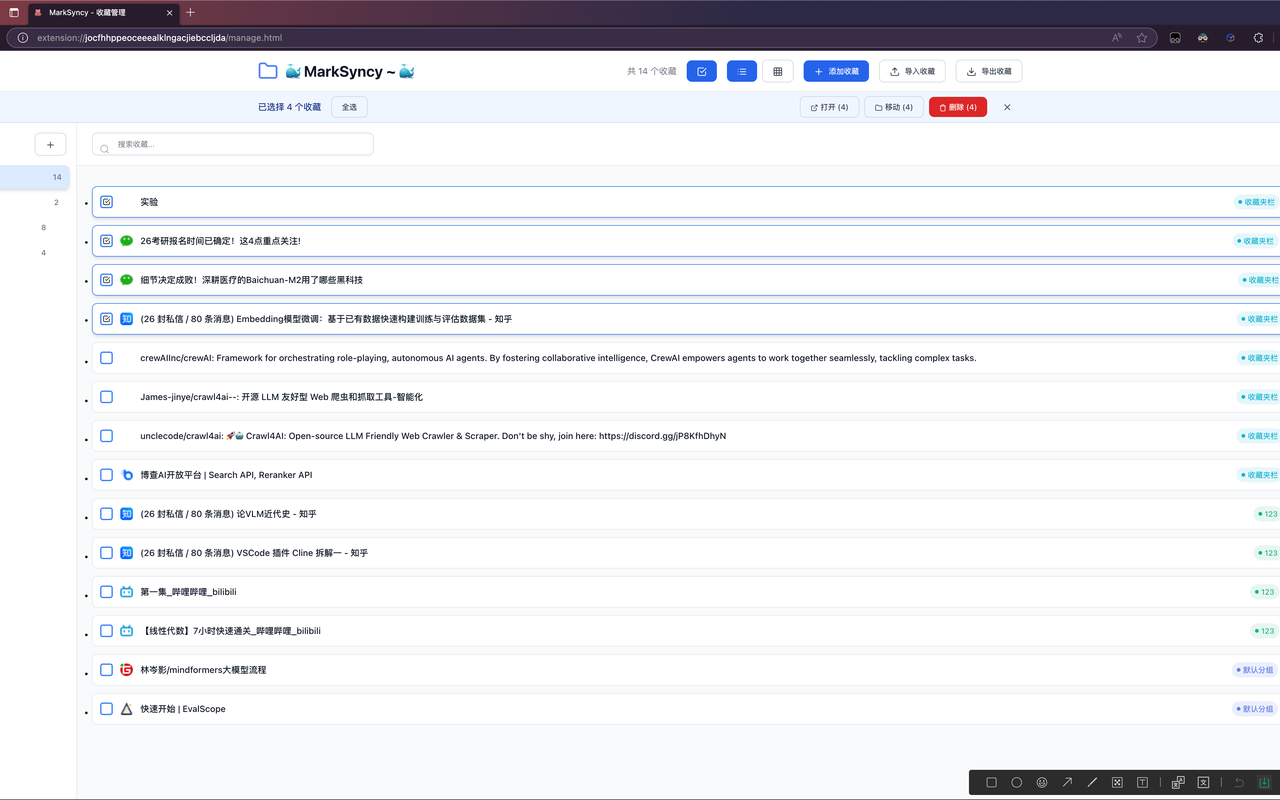 MarkSyncy - 收藏管理
extension://jocfhhppeoceeealklngacjiebccljda/manage.html
MarkSyncy ~
共 14 个收藏
添加收藏
导入收藏
导出收藏
已选择 4 个收藏
全选
打开 (4)
移动 (4)
删除 (4)
搜索收藏...
14
2
8
4
实验 收藏夹栏
26考研报名时间已确定！这4点重点关注! 收藏夹栏
细节决定成败！深耕医疗的Baichuan-M2用了哪些黑科技 收藏夹栏
知 (26 封私信 / 80 条消息) Embedding模型微调：基于已有数据快速构建训练与评估数据集 - 知乎 收藏夹栏
crewAIInc/crewAI: Framework for orchestrating role-playing, autonomous AI agents. By fostering collaborative intelligence, CrewAI empowers agents to work together seamlessly, tackling complex tasks. 收藏夹栏
James-jinye/crawl4ai--: 开源 LLM 友好型 Web 爬虫和抓取工具-智能化 收藏夹栏
unclecode/crawl4ai: 🚀🤖 Crawl4AI: Open-source LLM Friendly Web Crawler & Scraper. Don't be shy, join here: https://discord.gg/jP8KfhDhyN 收藏夹栏
博查AI开放平台 | Search API, Reranker API 收藏夹栏
知 (26 封私信 / 80 条消息) 论VLM近代史 - 知乎 123
知 (26 封私信 / 80 条消息) VSCode 插件 Cline 拆解一 - 知乎 123
第一集_哔哩哔哩_bilibili 123
【线性代数】7小时快速通关_哔哩哔哩_bilibili 123
林岑影/mindformers大模型流程 默认分组
快速开始 | EvalScope 默认分组